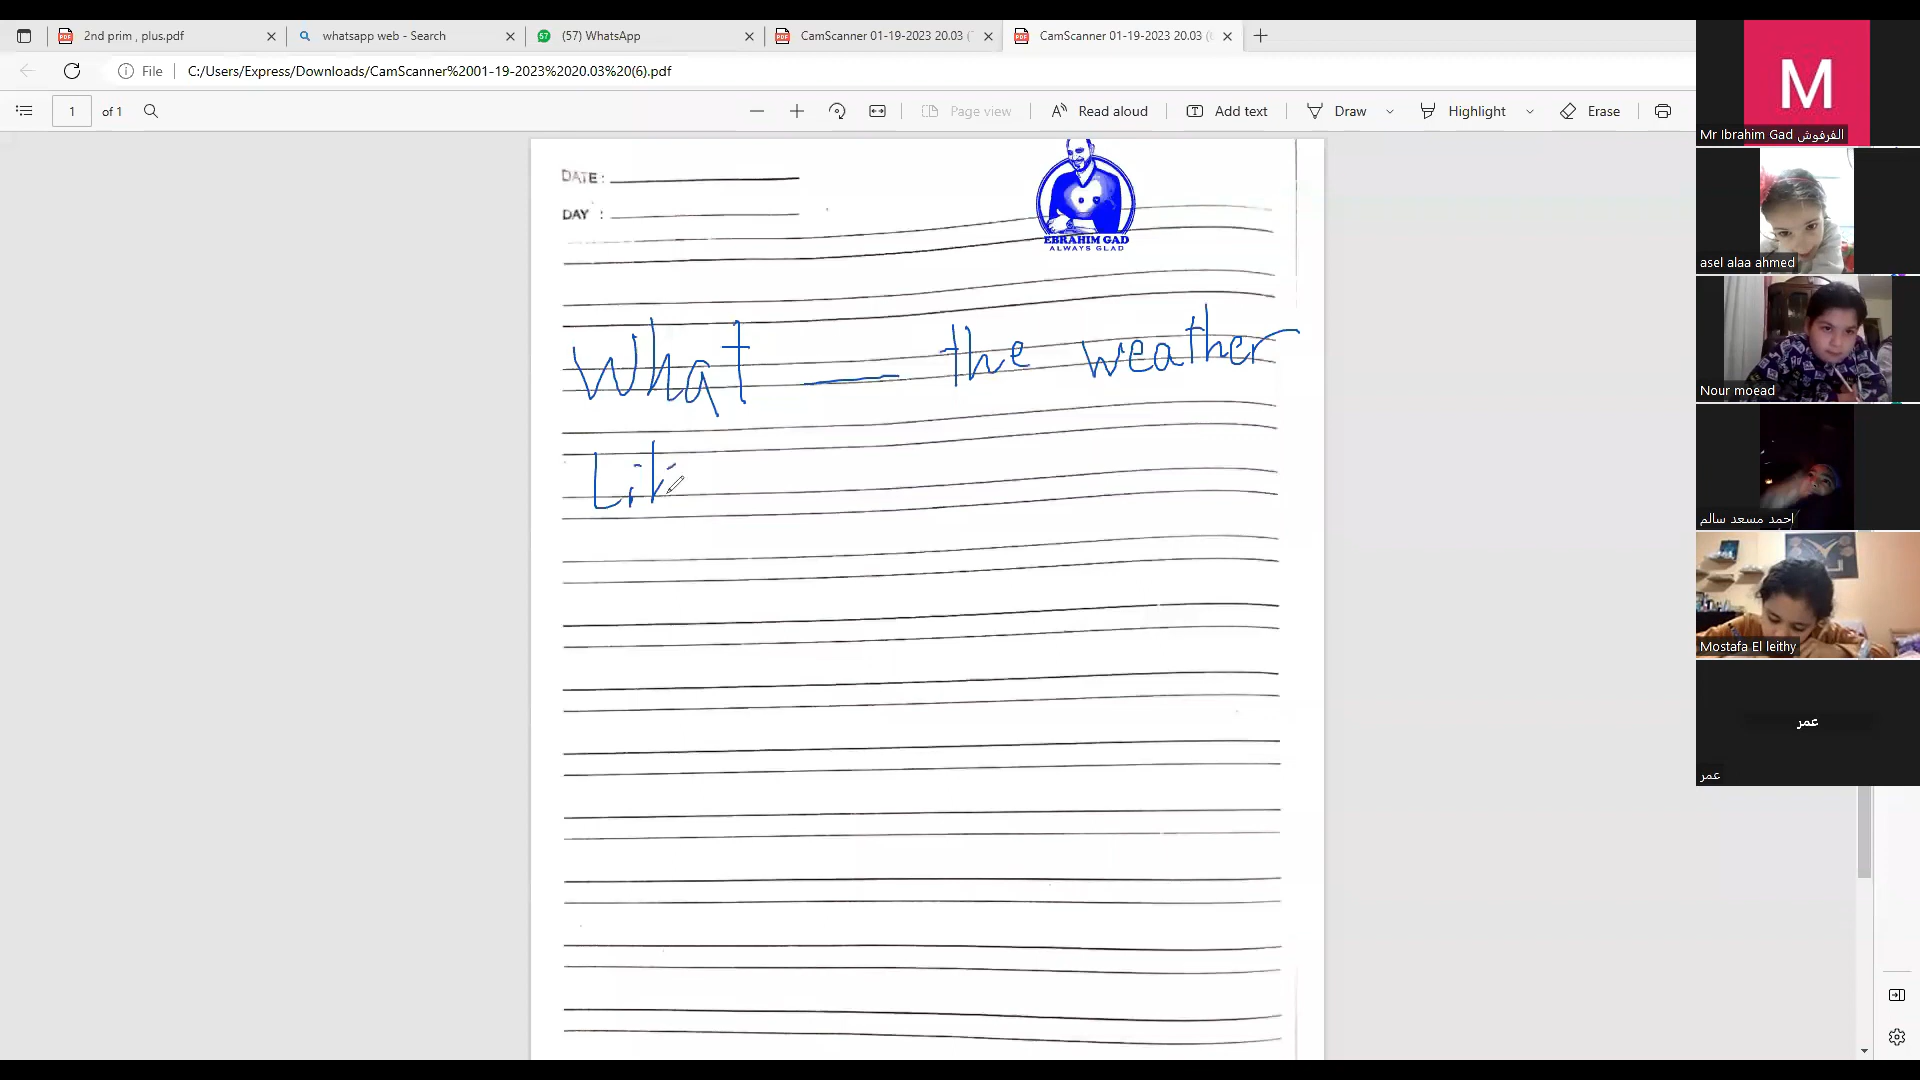 2nd prim , plus.pdf
whatsapp web - Search
57
(57) WhatsApp
CamScanner 01-19-2023 20.03 (
CamScanner 01-19-2023 20.03 (
File
C:/Users/Express/Downloads/CamScanner%2001-19-2023%2020.03%20(6).pdf
1 of 1
Page view
Read aloud
Add text
Draw
Highlight
Erase
DATE :
DAY :
EBRAHIM GAD
ALWAYS GLAD
What ___ the weather
M
Mr Ibrahim Gad الفرفوش
asel alaa ahmed
Nour moead
احمد مسعد سالم
Mostafa El leithy
عمر
عمر